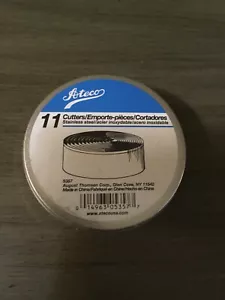 Ateco
11 Cutters/Emporte-pièces/Cortadores
Stainless steel/acier inoxydable/acero inoxidable
5357
August Thomsen Corp., Glen Cove, NY 11542
Made in China/Fabriqué en Chine/Hecho en China
www.atecousa.com